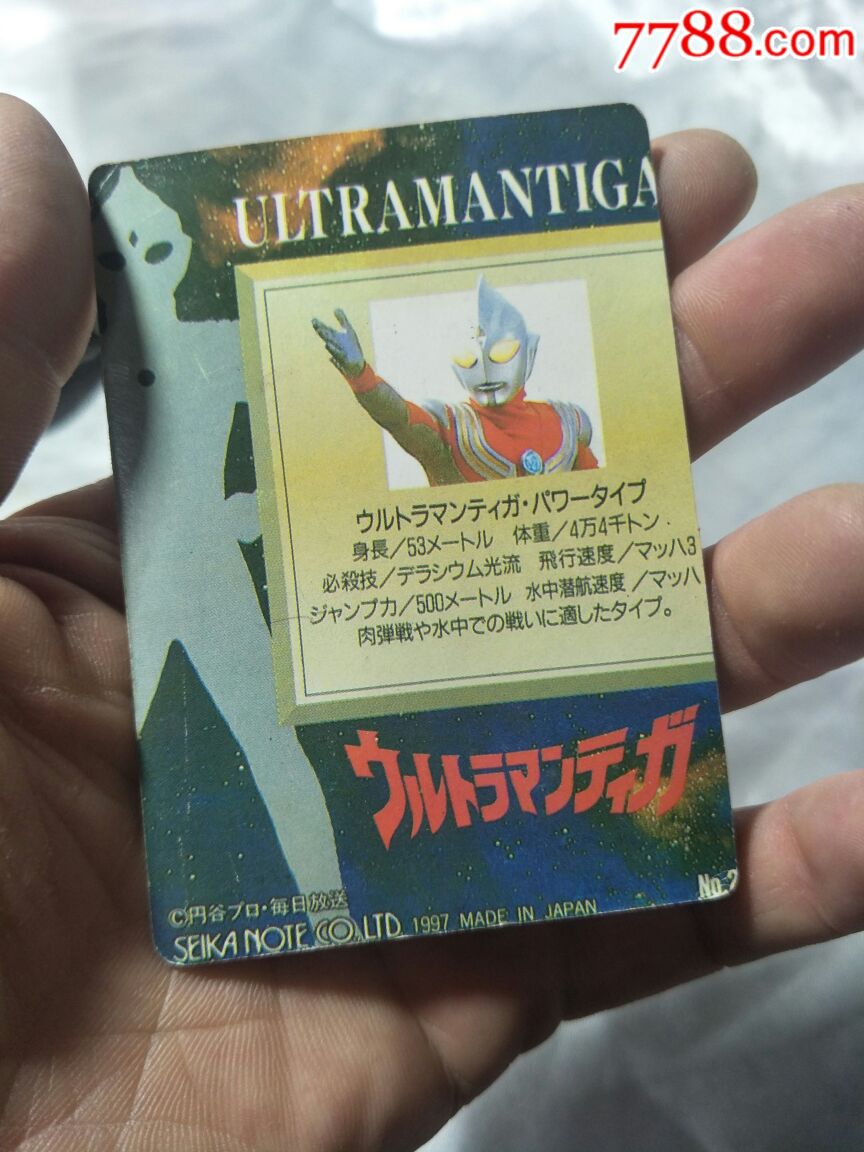 7788.com
ULTRAMANTIGA
ウルトラマンティガ・パワータイプ
身長/53メートル 体重/4万4千トン
必殺技/デラシウム光流 飛行速度/マッハ3
ジャンプ力/500メートル 水中潜航速度/マッハ
肉弾戦や水中での戦いに適したタイプ。
ウルトラマンティガ
No.2
©円谷プロ・毎日放送
SEIKA NOTE CO., LTD. 1997 MADE IN JAPAN